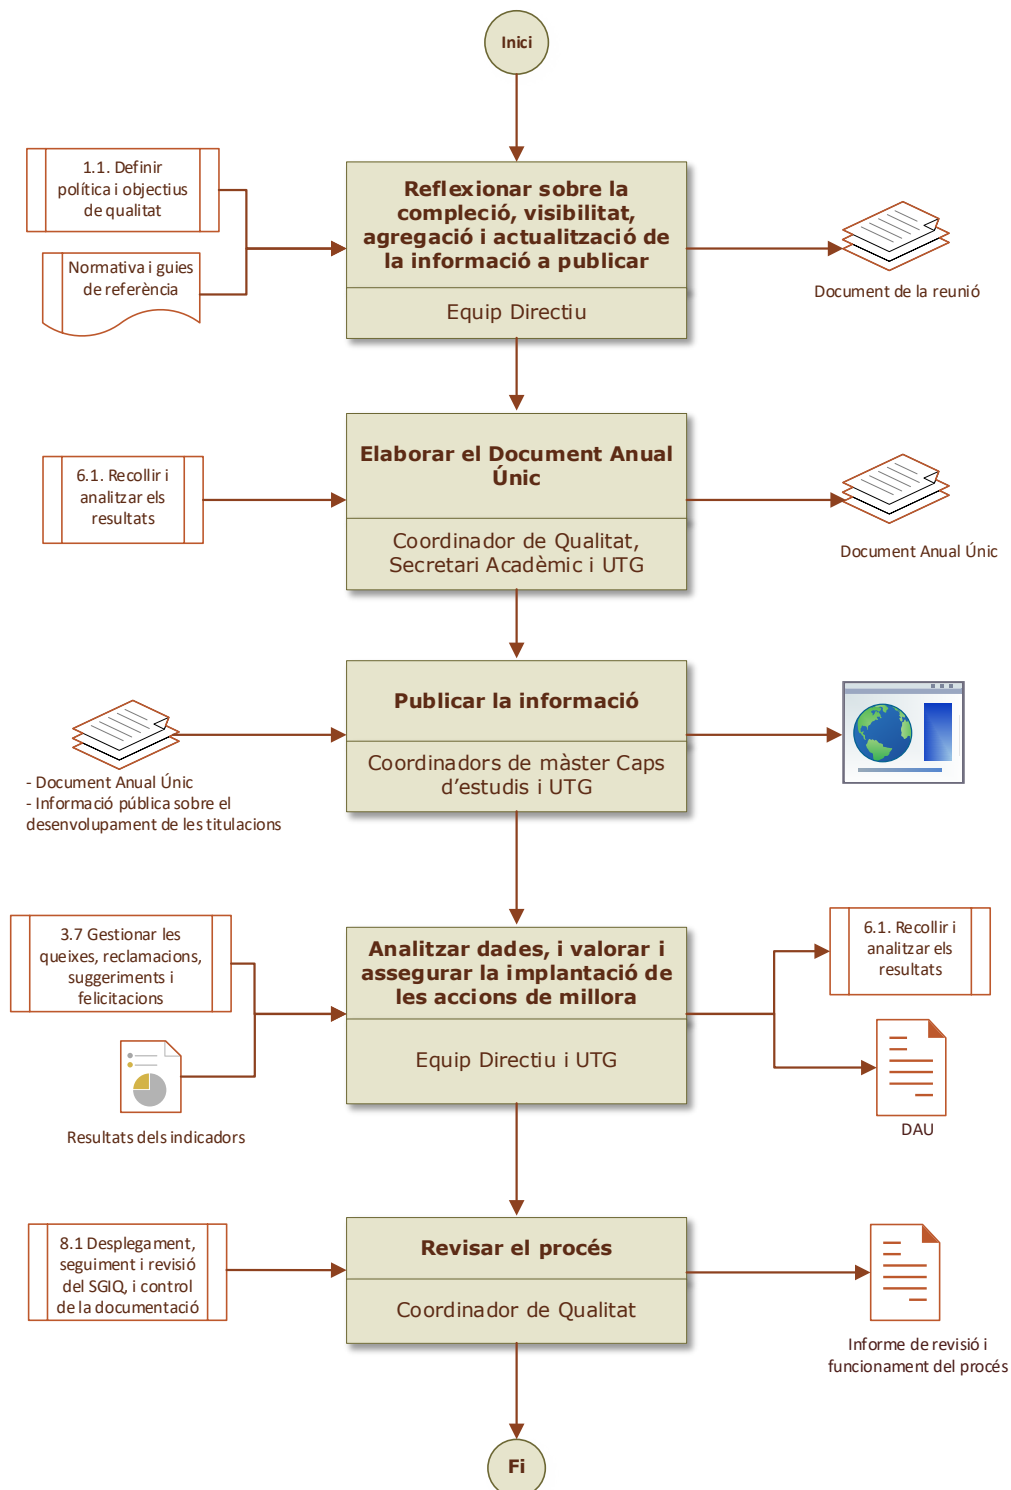 Inici
1.1. Definir
política i objectius
de qualitat
Normativa i guies
de referència
Reflexionar sobre la
compleció, visibilitat,
agregació i actualització de
la informació a publicar
Equip Directiu
Document de la reunió
6.1. Recollir i
analitzar els
resultats
Elaborar el Document Anual
Únic
Coordinador de Qualitat,
Secretari Acadèmic i UTG
Document Anual Únic
- Document Anual Únic
- Informació pública sobre el
desenvolupament de les titulacions
Publicar la informació
Coordinadors de màster Caps
d'estudis i UTG
3.7 Gestionar les
queixes, reclamacions,
suggeriments i
felicitacions
Resultats dels indicadors
Analitzar dades, i valorar i
assegurar la implantació de
les accions de millora
Equip Directiu i UTG
6.1. Recollir i
analitzar els
resultats
DAU
8.1 Desplegament,
seguiment i revisió
del SGIQ, i control
de la documentació
Revisar el procés
Coordinador de Qualitat
Informe de revisió i
funcionament del procés
Fi